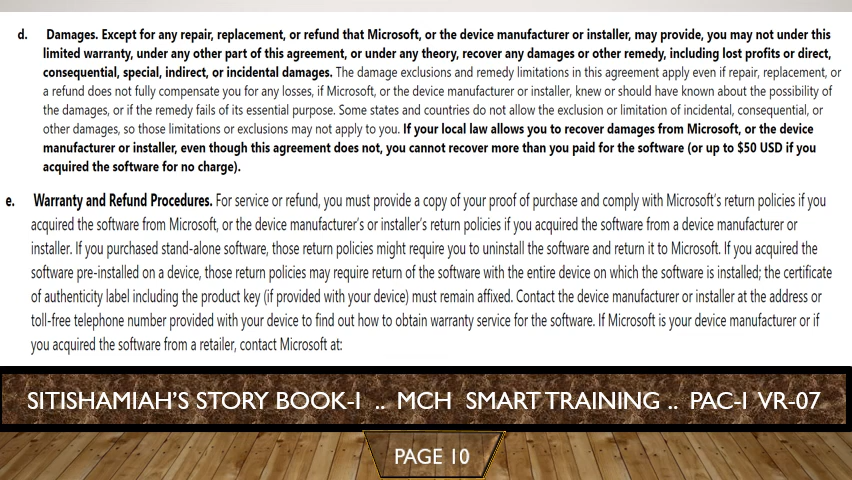 d. Damages. Except for any repair, replacement, or refund that Microsoft, or the device manufacturer or installer, may provide, you may not under this
limited warranty, under any other part of this agreement, or under any theory, recover any damages or other remedy, including lost profits or direct,
consequential, special, indirect, or incidental damages. The damage exclusions and remedy limitations in this agreement apply even if repair, replacement, or
a refund does not fully compensate you for any losses, if Microsoft, or the device manufacturer or installer, knew or should have known about the possibility of
the damages, or if the remedy fails of its essential purpose. Some states and countries do not allow the exclusion or limitation of incidental, consequential, or
other damages, so those limitations or exclusions may not apply to you. If your local law allows you to recover damages from Microsoft, or the device
manufacturer or installer, even though this agreement does not, you cannot recover more than you paid for the software (or up to $50 USD if you
acquired the software for no charge).
e. Warranty and Refund Procedures. For service or refund, you must provide a copy of your proof of purchase and comply with Microsoft's return policies if you
acquired the software from Microsoft, or the device manufacturer's or installer's return policies if you acquired the software from a device manufacturer or
installer. If you purchased stand-alone software, those return policies might require you to uninstall the software and return it to Microsoft. If you acquired the
software pre-installed on a device, those return policies may require return of the software with the entire device on which the software is installed; the certificate
of authenticity label including the product key (if provided with your device) must remain affixed. Contact the device manufacturer or installer at the address or
toll-free telephone number provided with your device to find out how to obtain warranty service for the software. If Microsoft is your device manufacturer or if
you acquired the software from a retailer, contact Microsoft at:
SITISHAMIAH'S STORY BOOK-I .. MCH SMART TRAINING .. PAC-I VR-07
PAGE 10